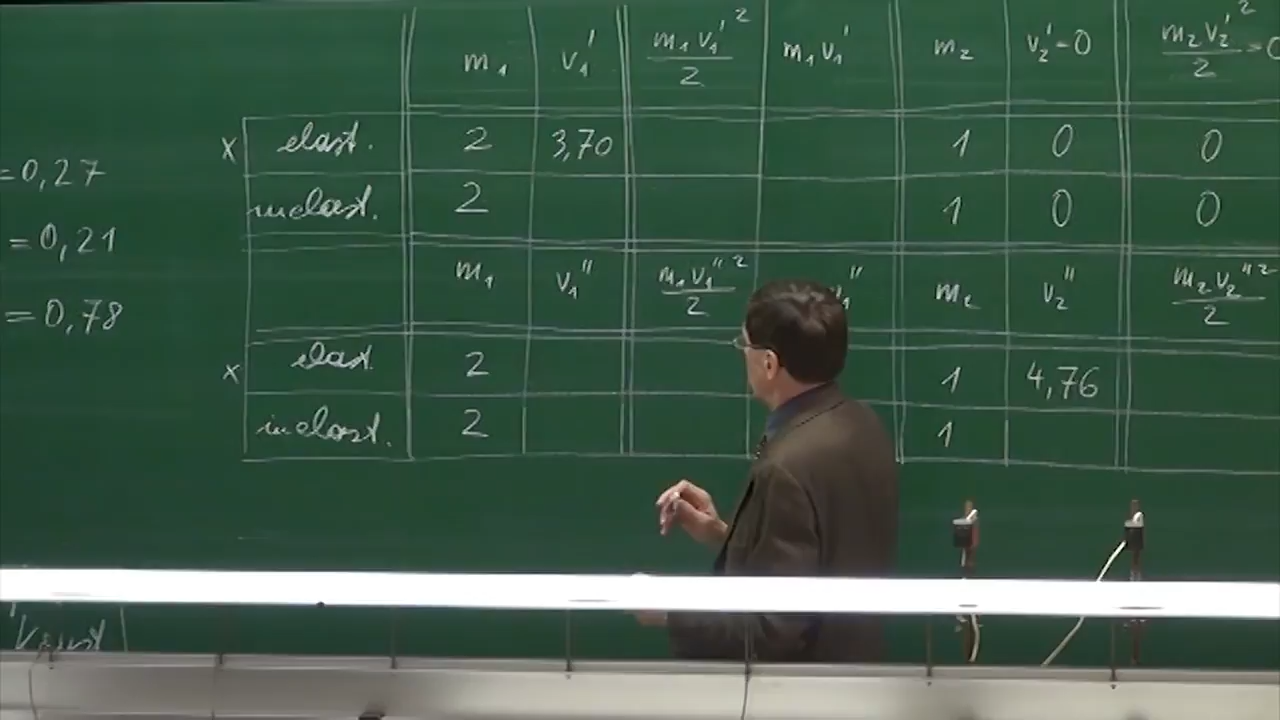 m₁ v₁' m₁v₁'²/2 m₁v₁' m₂ v₂'=0 m₂v₂'²/2=0
x elast. 2 3,70 1 0 0
=0,27
inelast. 2 1 0 0
=0,21
m₁ v₁'' m₁v₁''²/2 m₂ v₂'' m₂v₂''²/2
=0,78
x elast. 2 1 4,76
inelast. 2 1